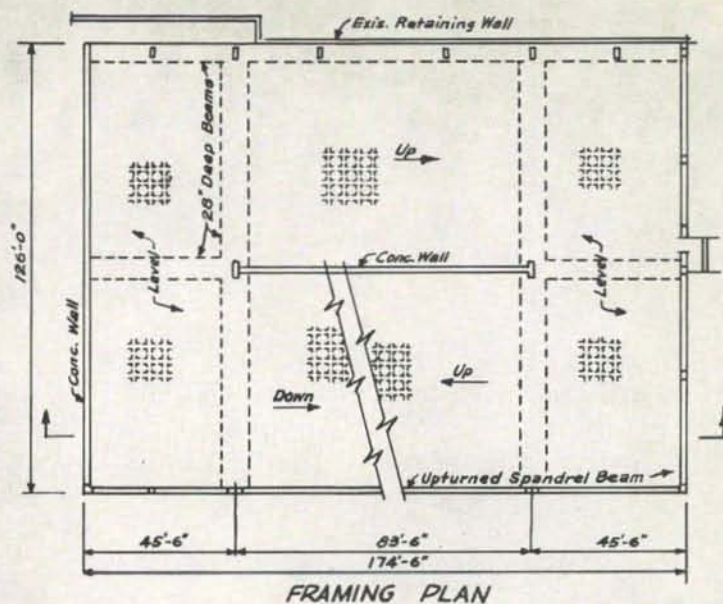 Exis. Retaining Wall
28" Deep Beams
Up
126'-0"
Level
Conc. Wall
Level
Conc. Wall
Down
Up
Upturned Spandrel Beam
45'-6"
83'-6"
45'-6"
174'-6"
FRAMING PLAN